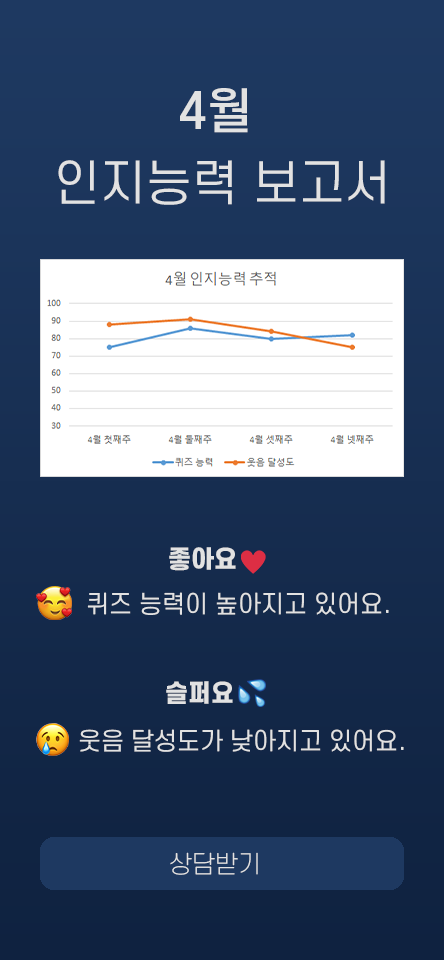 4월
인지능력 보고서
4월 인지능력 추적
100
90
80
70
60
50
40
30
4월 첫째주 4월 둘째주 4월 셋째주 4월 넷째주
퀴즈 능력 웃음 달성도
좋아요
퀴즈 능력이 높아지고 있어요.
슬퍼요
웃음 달성도가 낮아지고 있어요.
상담받기